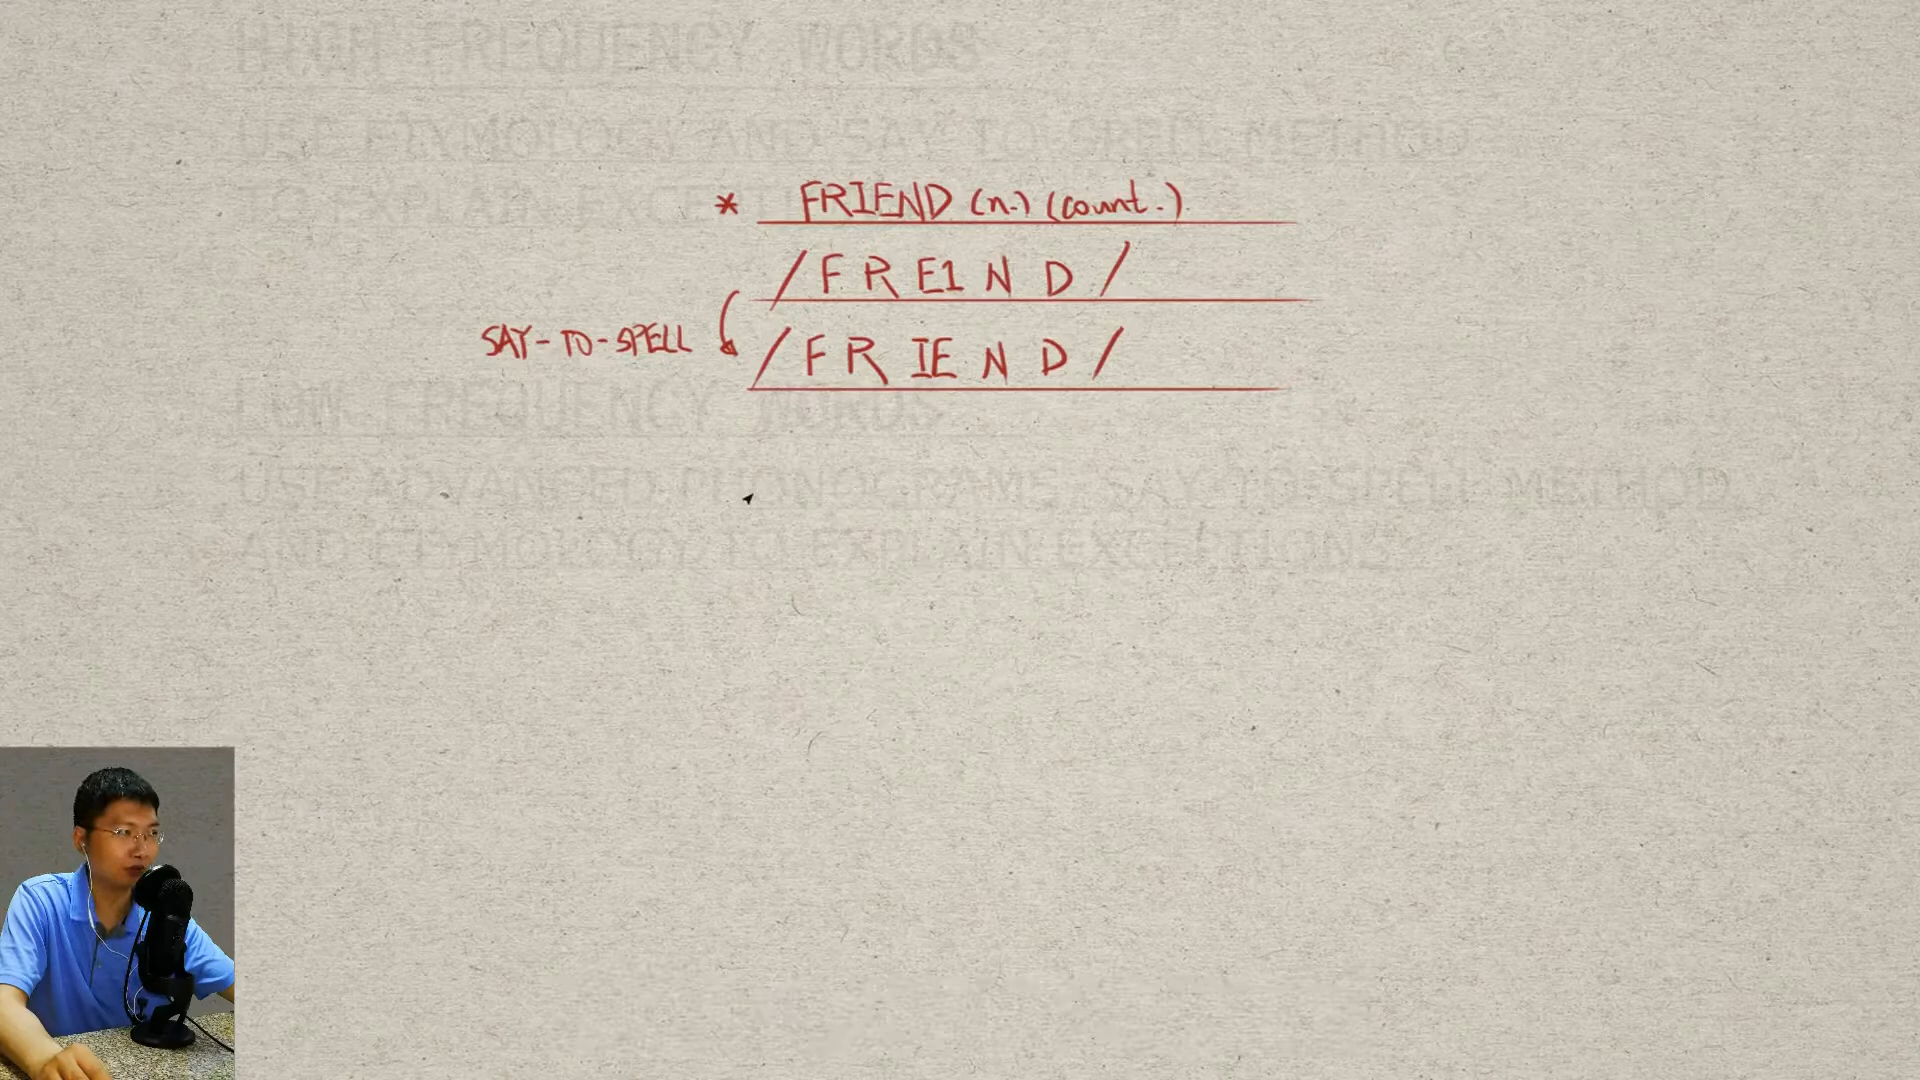 HIGH FREQUENCY WORDS
USE ETYMOLOGY AND SAY TO SPELL METHOD
TO EXPLAIN EXCEPT
* FRIEND (n.) (count.)
/ F R E1 N D /
SAY-TO-SPELL
/ F R IE N D /
LOW FREQUENCY WORDS
USE ADVANCED PHONOGRAMS, SAY TO SPELL METHOD
AND ETYMOLOGY TO EXPLAIN EXCEPTIONS